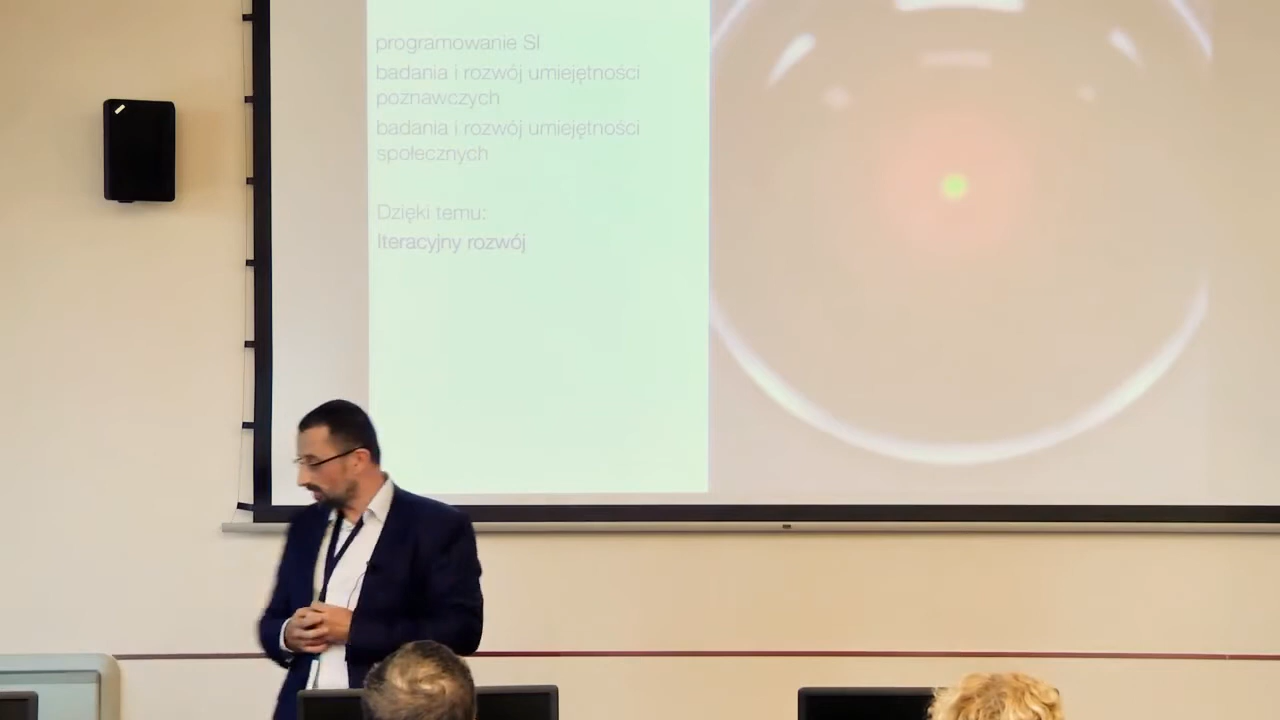 programowanie SI
badania i rozwój umiejętności
poznawczych
badania i rozwój umiejętności
społecznych
Dzięki temu:
Iteracyjny rozwój